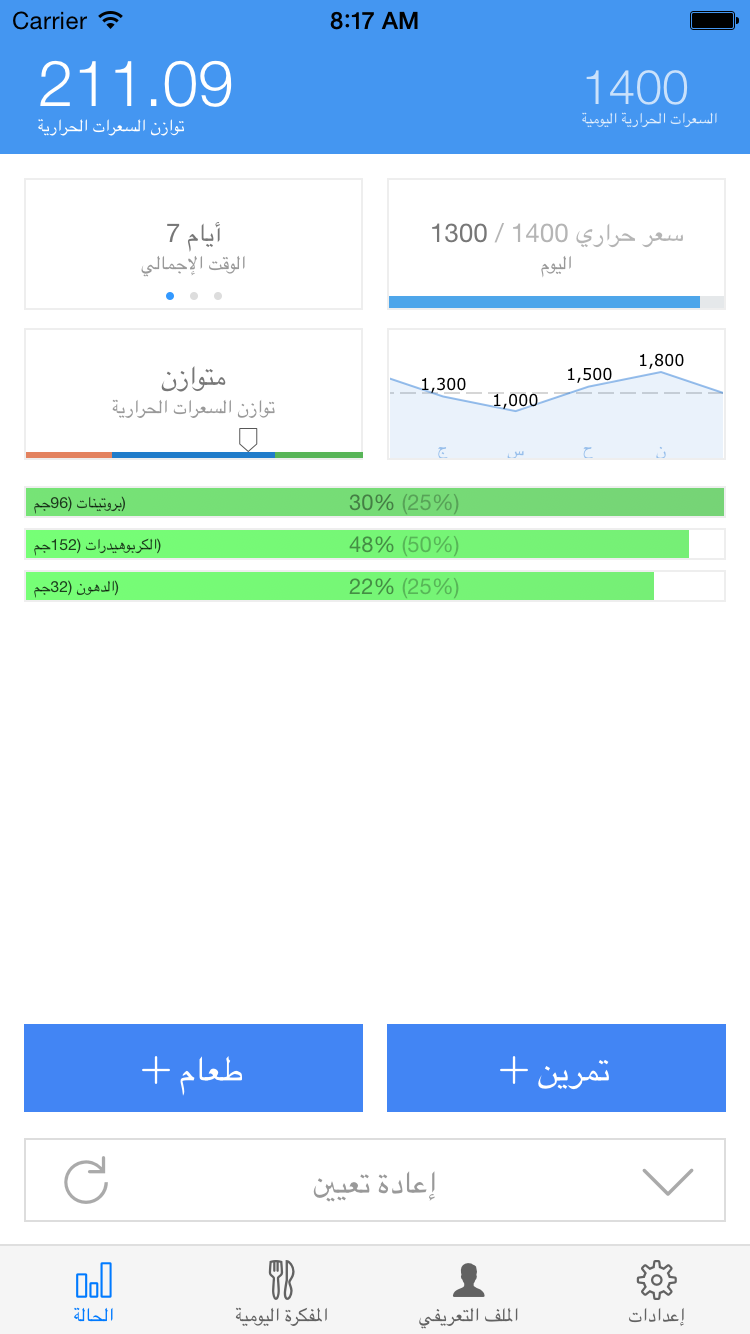 Carrier 8:17 AM
211.09
توازن السعرات الحرارية
1400
السعرات الحرارية اليومية
7 أيام
الوقت الإجمالي
1300 / 1400 سعر حراري
اليوم
متوازن
توازن السعرات الحرارية
1,300
1,000
1,500
1,800
ج س ح ن
بروتينات (96جم) 30% (25%)
الكربوهيدرات (152جم) 48% (50%)
الدهون (32جم) 22% (25%)
+ طعام
+ تمرين
إعادة تعيين
الحالة
المفكرة اليومية
الملف التعريفي
إعدادات